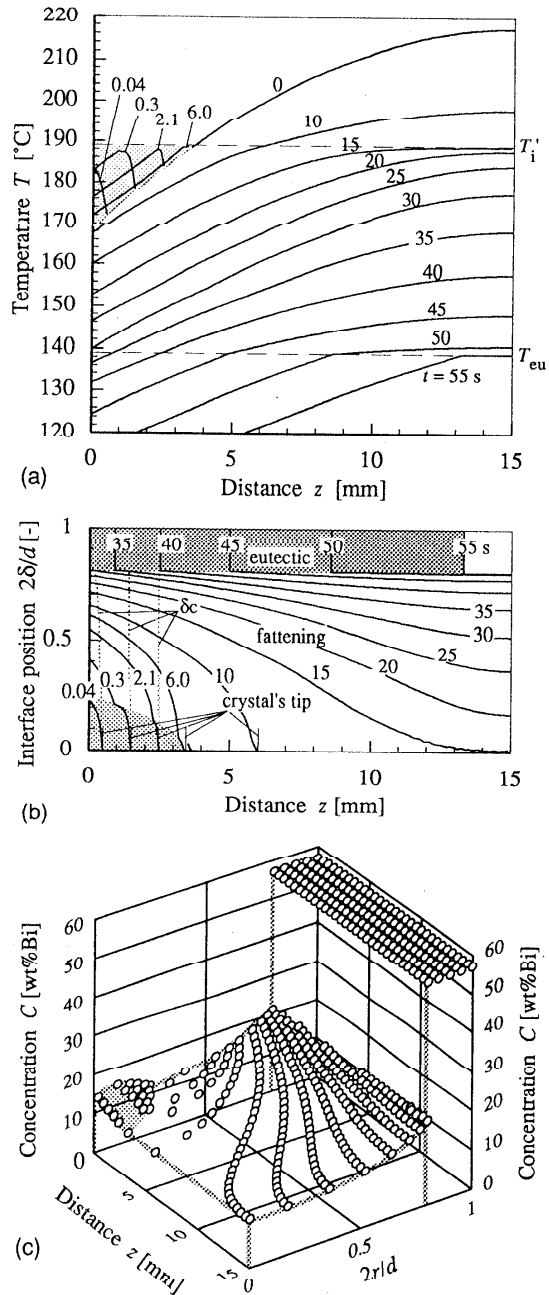 220
210
200
190
180
170
160
150
140
130
120
Temperature T [°C]
0.04
0.3
2.1
6.0
0
10
15
20
25
30
35
40
45
50
t = 55 s
Ti'
Teu
0 5 10 15
(a)
Distance z [mm]
1
0.5
0
Interface position 2δ/d [-]
35 40 45 50 55 s
eutectic
δc
fattening
35
30
25
20
15
10
0.04
0.3
2.1
6.0
crystal's tip
0 5 10 15
(b)
Distance z [mm]
60
50
40
30
20
10
0
Concentration C [wt%Bi]
60
50
40
30
20
10
0
Concentration C [wt%Bi]
5
10
15
Distance z [mm]
0
0.5
1
2r/d
(c)